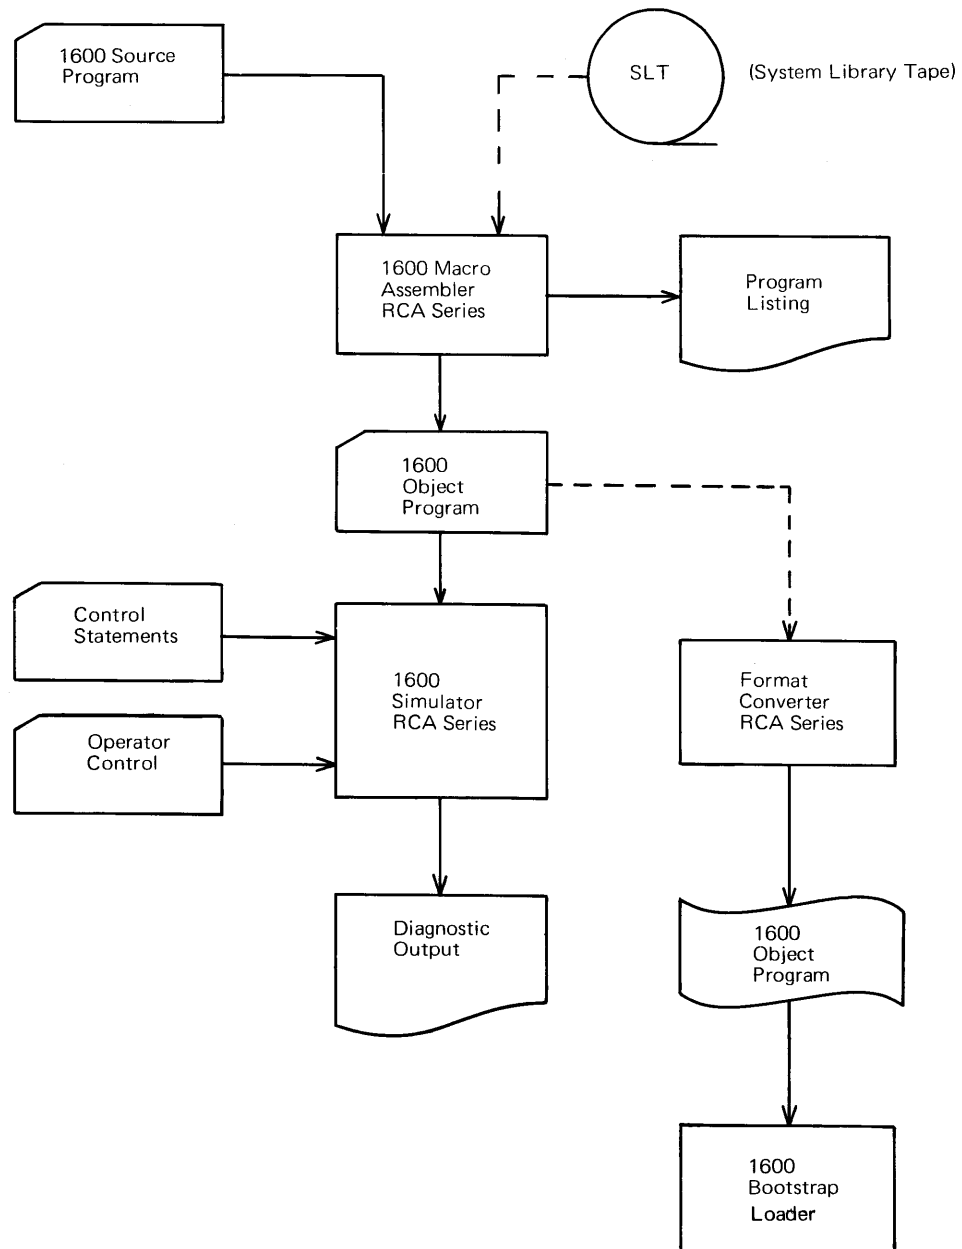 1600 Source
Program
SLT
(System Library Tape)
1600 Macro
Assembler
RCA Series
Program
Listing
1600
Object
Program
Control
Statements
1600
Simulator
RCA Series
Format
Converter
RCA Series
Operator
Control
Diagnostic
Output
1600
Object
Program
1600
Bootstrap
Loader